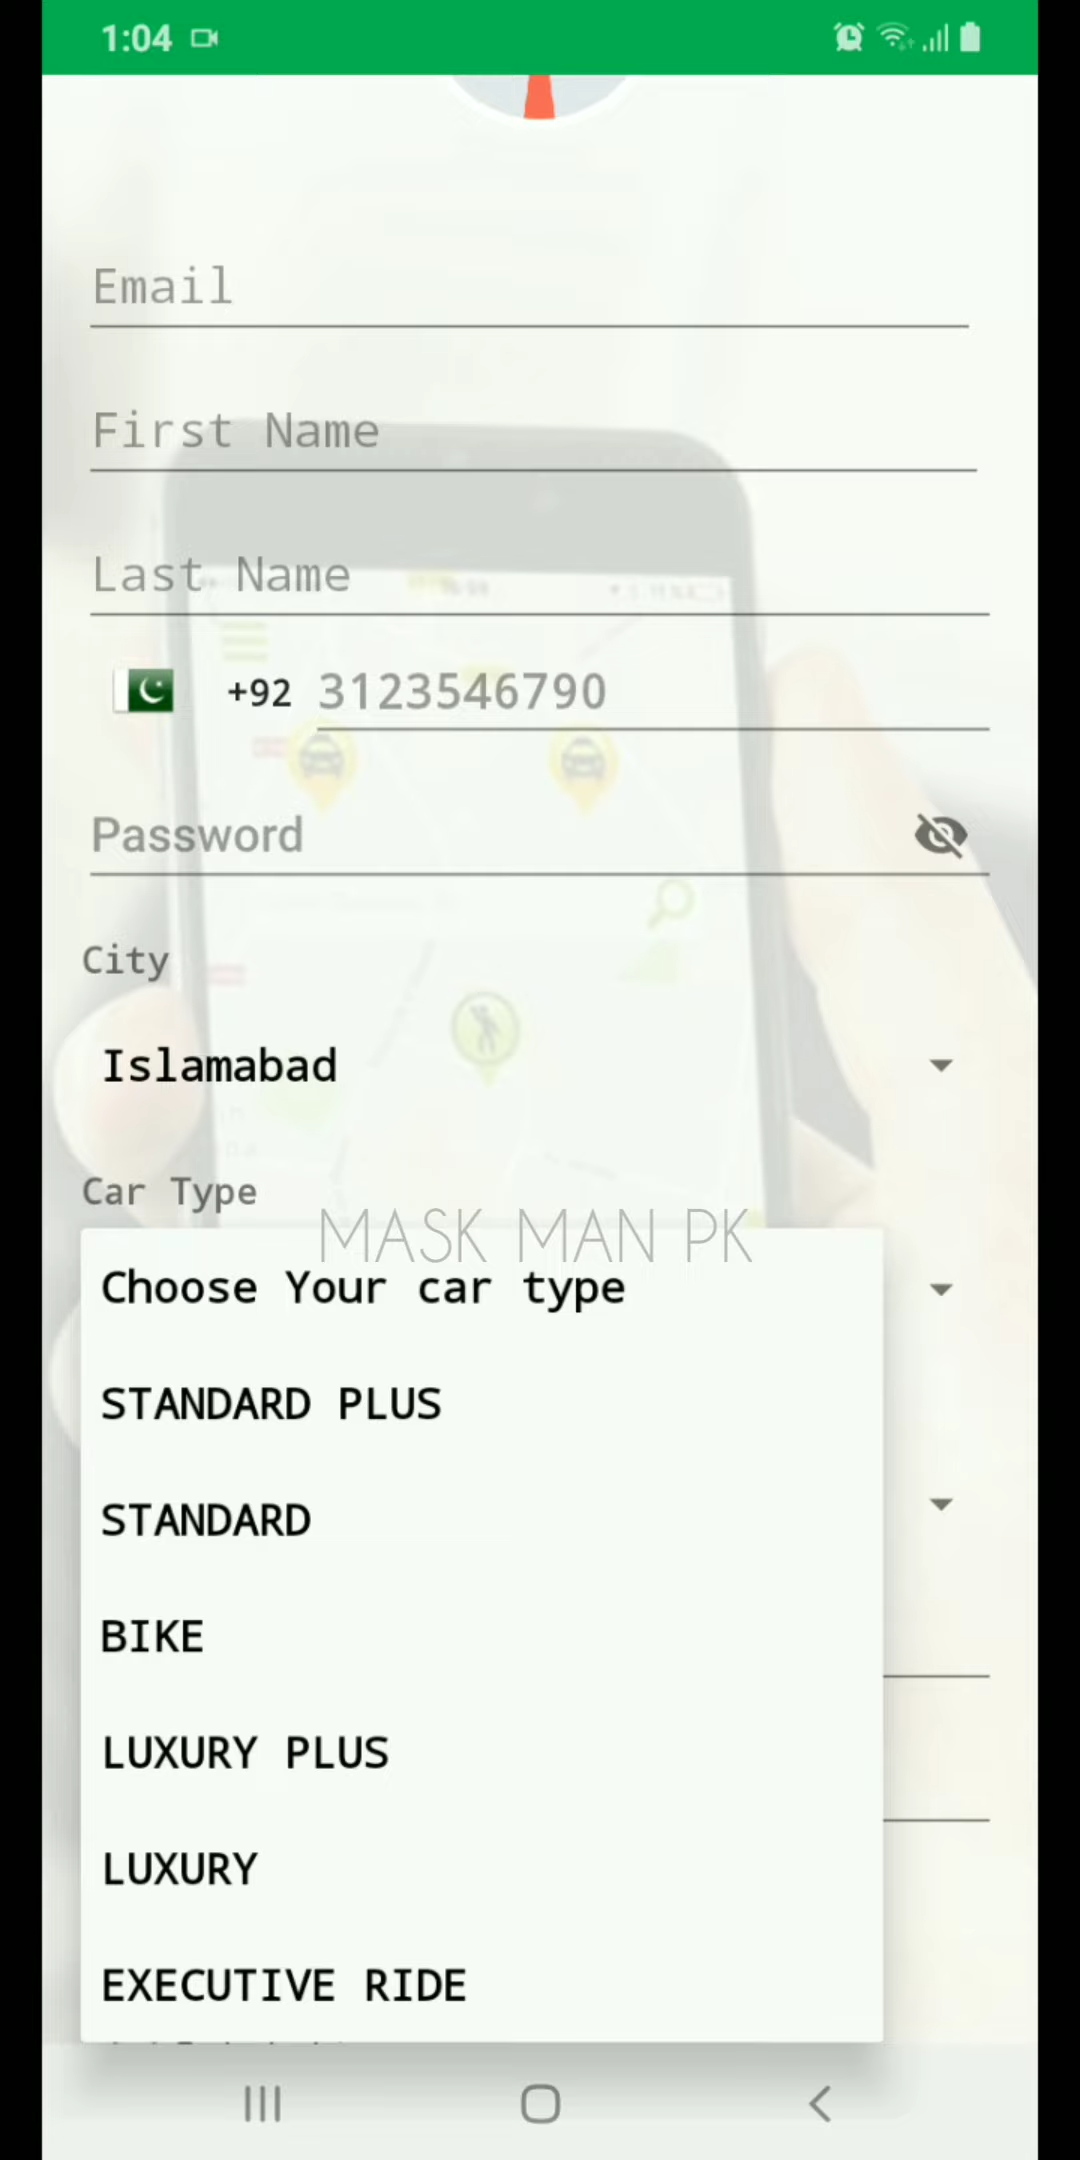 1:04
Email
First Name
Last Name
+92 3123546790
Password
City
Islamabad
Car Type
MASK MAN PK
Choose Your car type
STANDARD PLUS
STANDARD
BIKE
LUXURY PLUS
LUXURY
EXECUTIVE RIDE